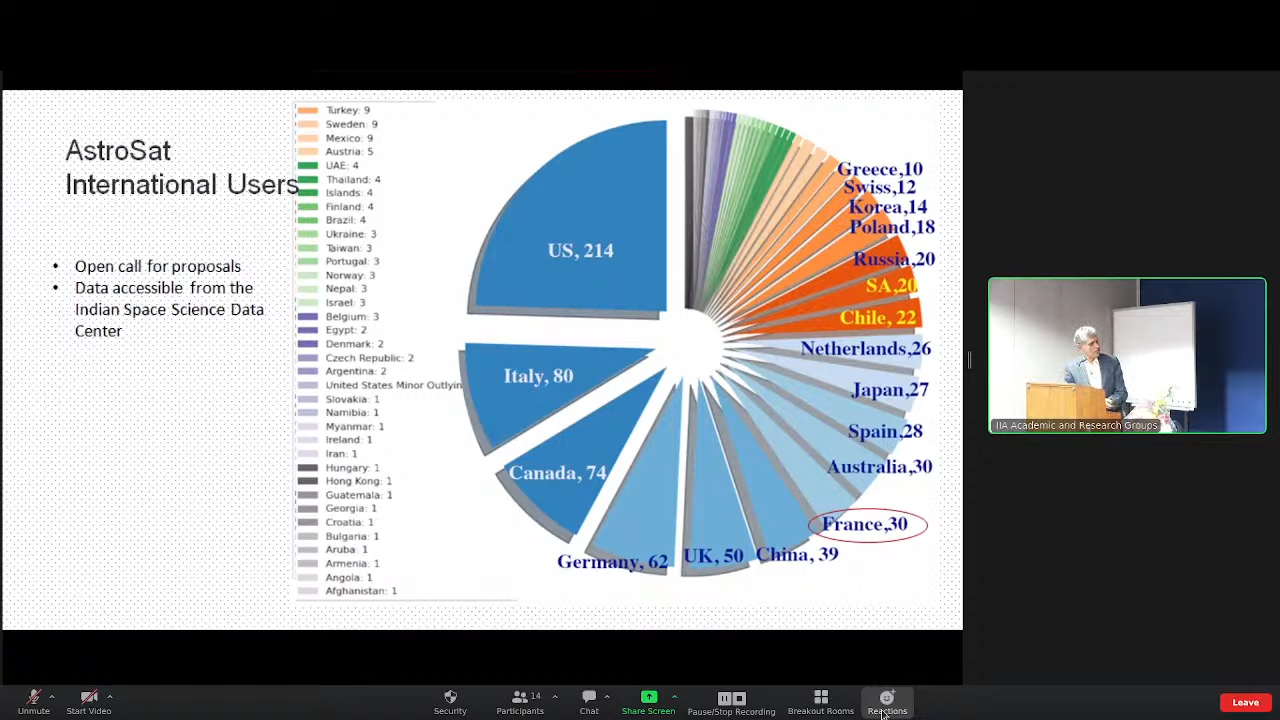 AstroSat
International Users
• Open call for proposals
• Data accessible from the
Indian Space Science Data
Center
Turkey: 9
Sweden: 9
Mexico: 9
Austria: 5
UAE: 4
Thailand: 4
Islands: 4
Finland: 4
Brazil: 4
Ukraine: 3
Taiwan: 3
Portugal: 3
Norway: 3
Nepal: 3
Israel: 3
Belgium: 3
Egypt: 2
Denmark: 2
Czech Republic: 2
Argentina: 2
United States Minor Outlyin
Slovakia: 1
Namibia: 1
Myanmar: 1
Ireland: 1
Iran: 1
Hungary: 1
Hong Kong: 1
Guatemala: 1
Georgia: 1
Croatia: 1
Bulgaria: 1
Aruba: 1
Armenia: 1
Angola: 1
Afghanistan: 1
US, 214
Italy, 80
Canada, 74
Germany, 62
UK, 50
China, 39
Greece,10
Swiss,12
Korea,14
Poland,18
Russia,20
SA,20
Chile, 22
Netherlands,26
Japan,27
Spain,28
Australia,30
France,30
IIA Academic and Research Groups
Unmute
Start Video
Security
14
Participants
Chat
Share Screen
Pause/Stop Recording
Breakout Rooms
Reactions
Leave